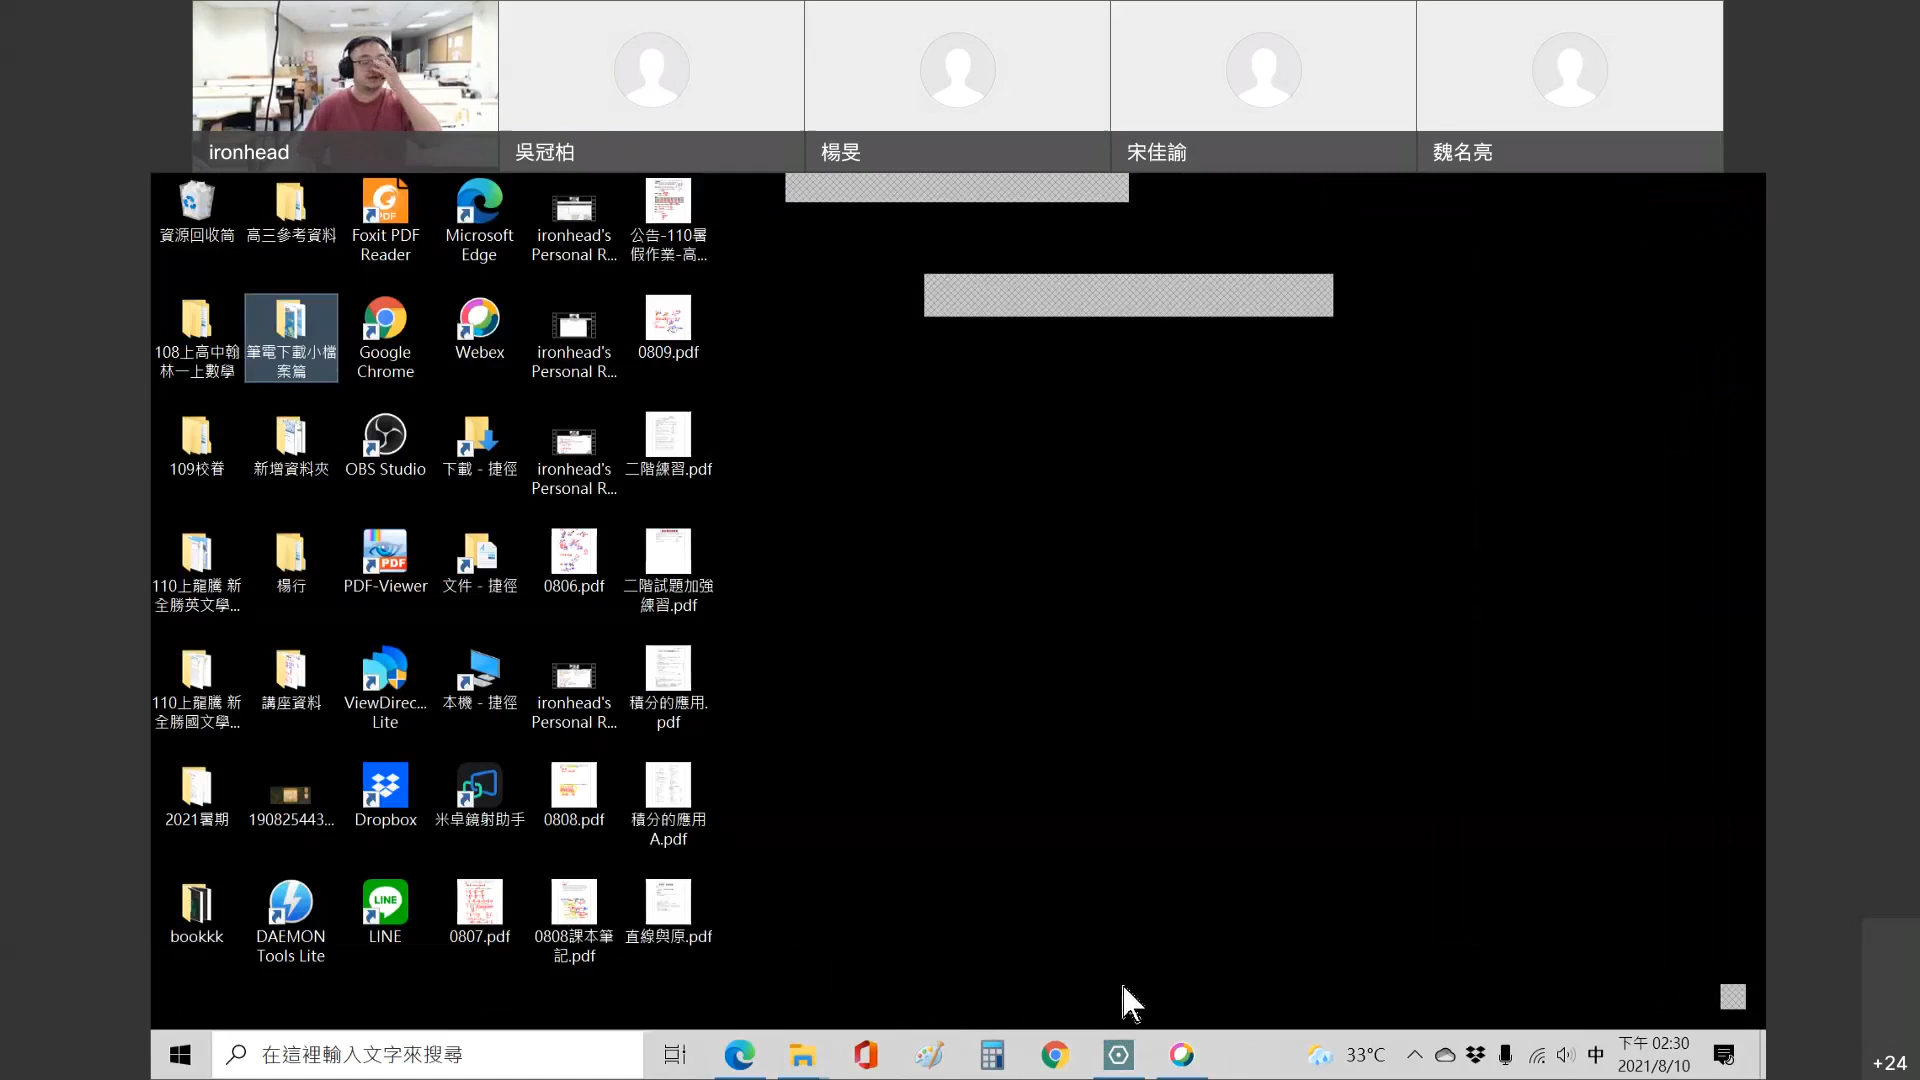 ironhead
吳冠柏
楊旻
宋佳諭
魏名亮
資源回收筒
高三參考資料
Foxit PDF
Reader
Microsoft
Edge
ironhead's
Personal R...
公告-110暑
假作業-高...
108上高中翰
林一上數學
筆電下載小檔
案篇
Google
Chrome
Webex
ironhead's
Personal R...
0809.pdf
109校眷
新增資料夾
OBS Studio
下載 - 捷徑
ironhead's
Personal R...
二階練習.pdf
110上龍騰 新
全勝英文學...
楊行
PDF-Viewer
文件 - 捷徑
0806.pdf
二階試題加強
練習.pdf
110上龍騰 新
全勝國文學...
講座資料
ViewDirec...
Lite
本機 - 捷徑
ironhead's
Personal R...
積分的應用.
pdf
2021暑期
190825443...
Dropbox
米卓鏡射助手
0808.pdf
積分的應用
A.pdf
bookkk
DAEMON
Tools Lite
LINE
0807.pdf
0808課本筆
記.pdf
直線與原.pdf
在這裡輸入文字來搜尋
33°C
中
下午 02:30
2021/8/10
+24